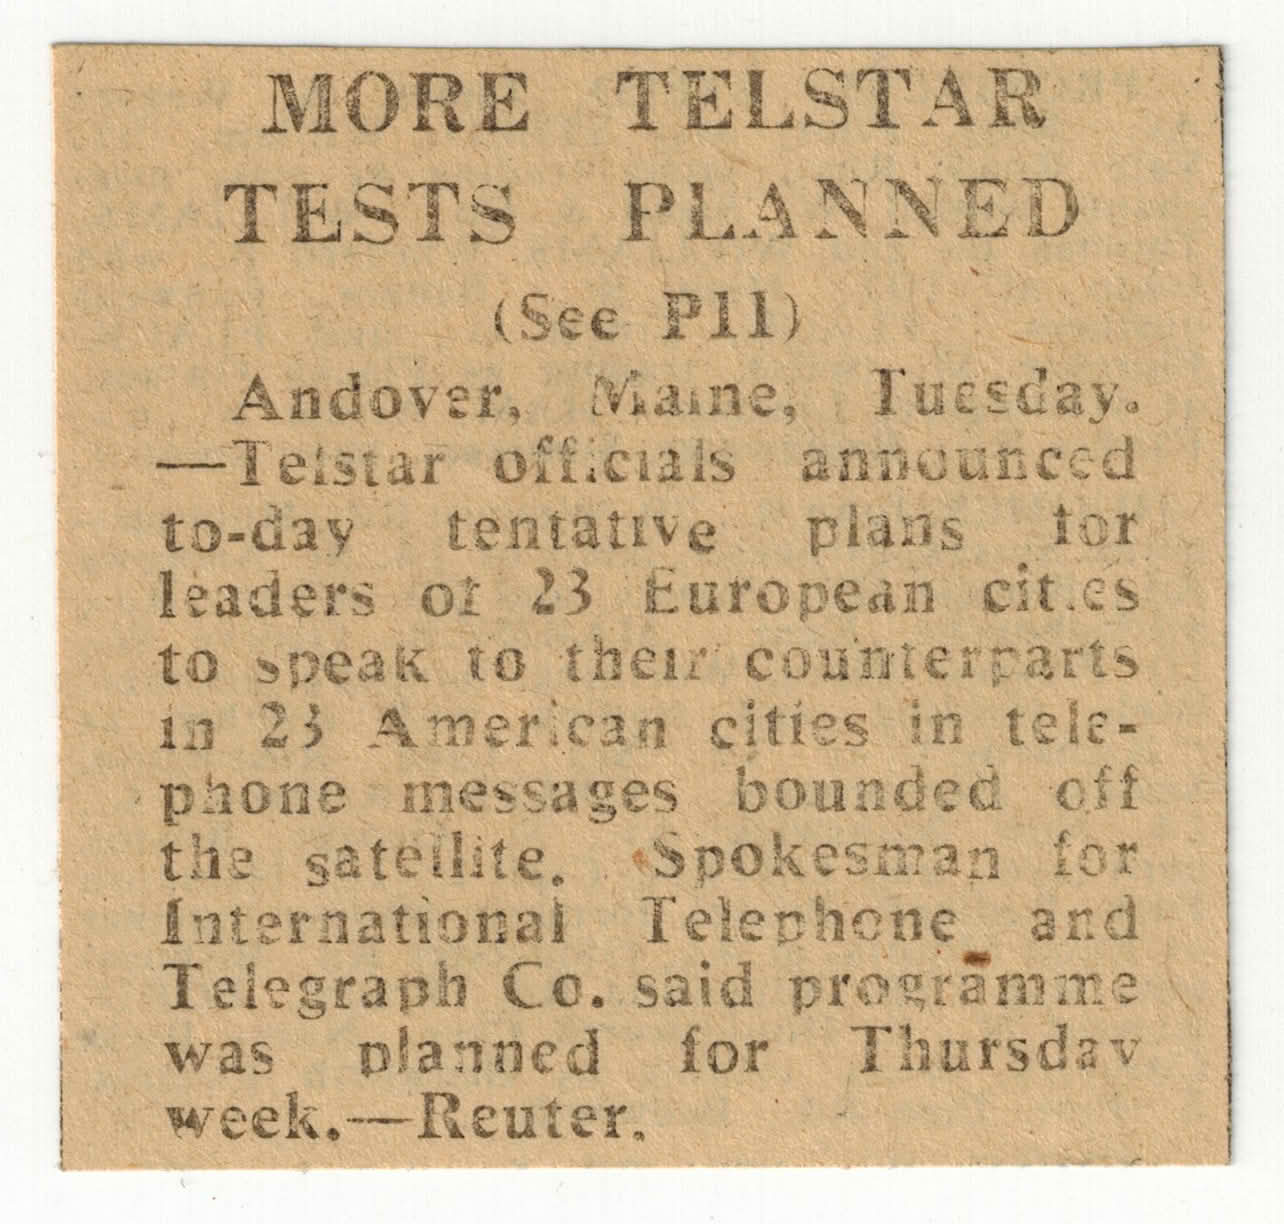 MORE TELSTAR
TESTS PLANNED
(See P11)
Andover, Maine, Tuesday.
—Telstar officials announced
to-day tentative plans for
leaders of 23 European cities
to speak to their counterparts
in 23 American cities in tele-
phone messages bounded off
the satellite. Spokesman for
International Telephone and
Telegraph Co. said programme
was planned for Thursday
week.—Reuter.